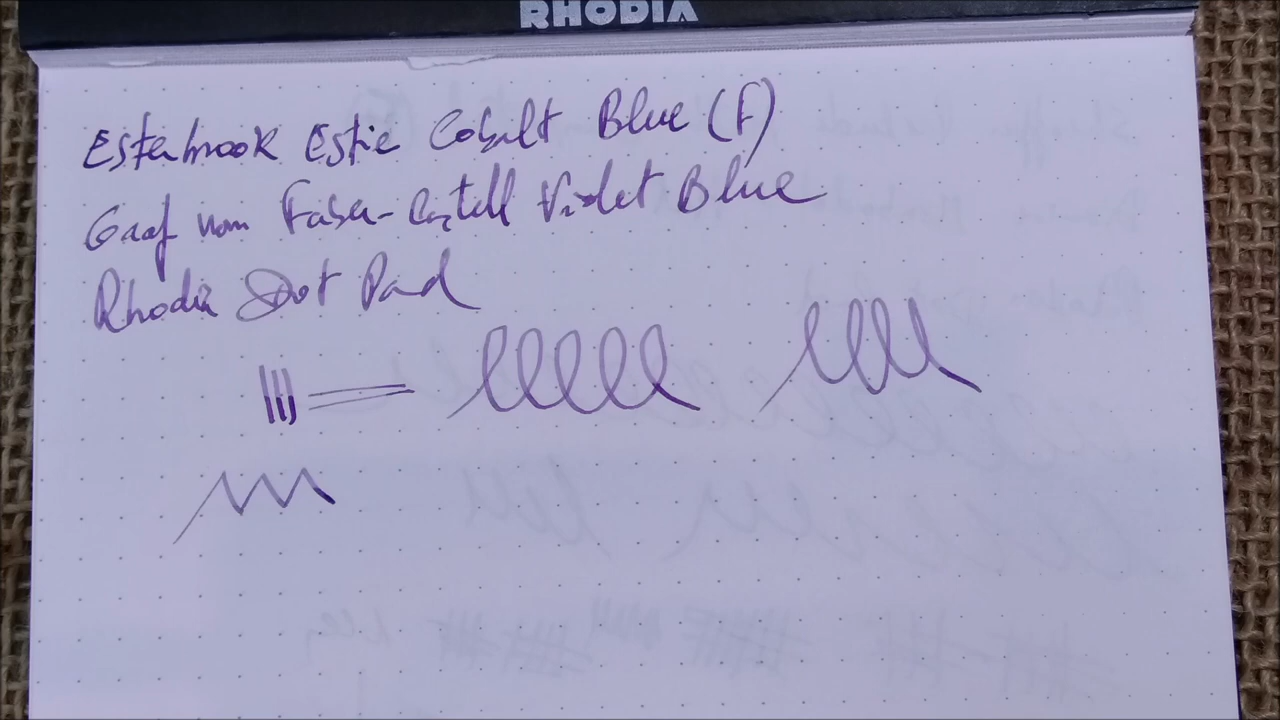 RHODIA
Esterbrook Estie Cobalt Blue (F)
Graf von Faber-Castell Violet Blue
Rhodia Dot Pad